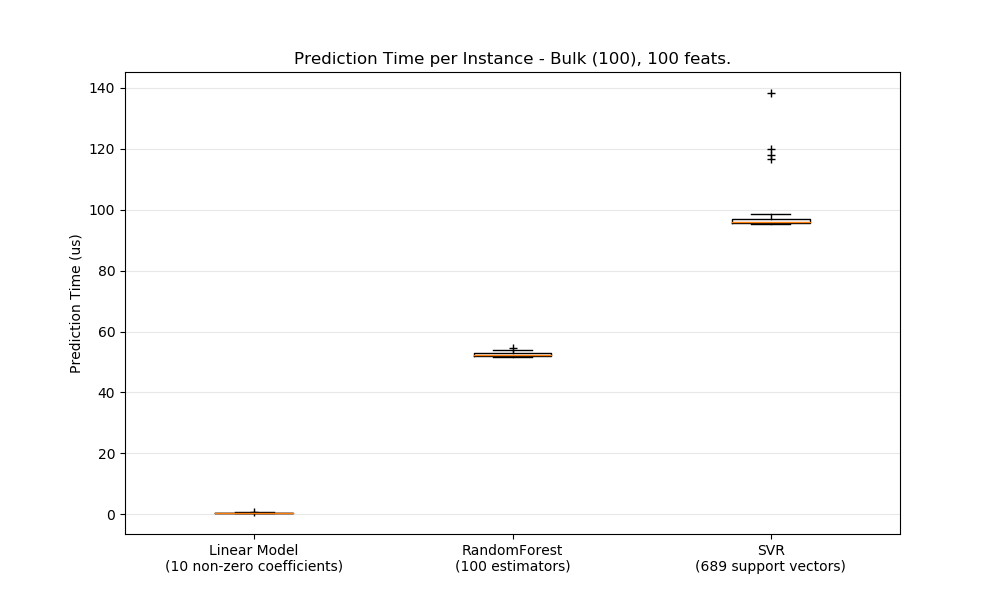 Prediction Time per Instance - Bulk (100), 100 feats.
140
120
100
80
60
40
20
0
Prediction Time (us)
Linear Model
(10 non-zero coefficients)
RandomForest
(100 estimators)
SVR
(689 support vectors)